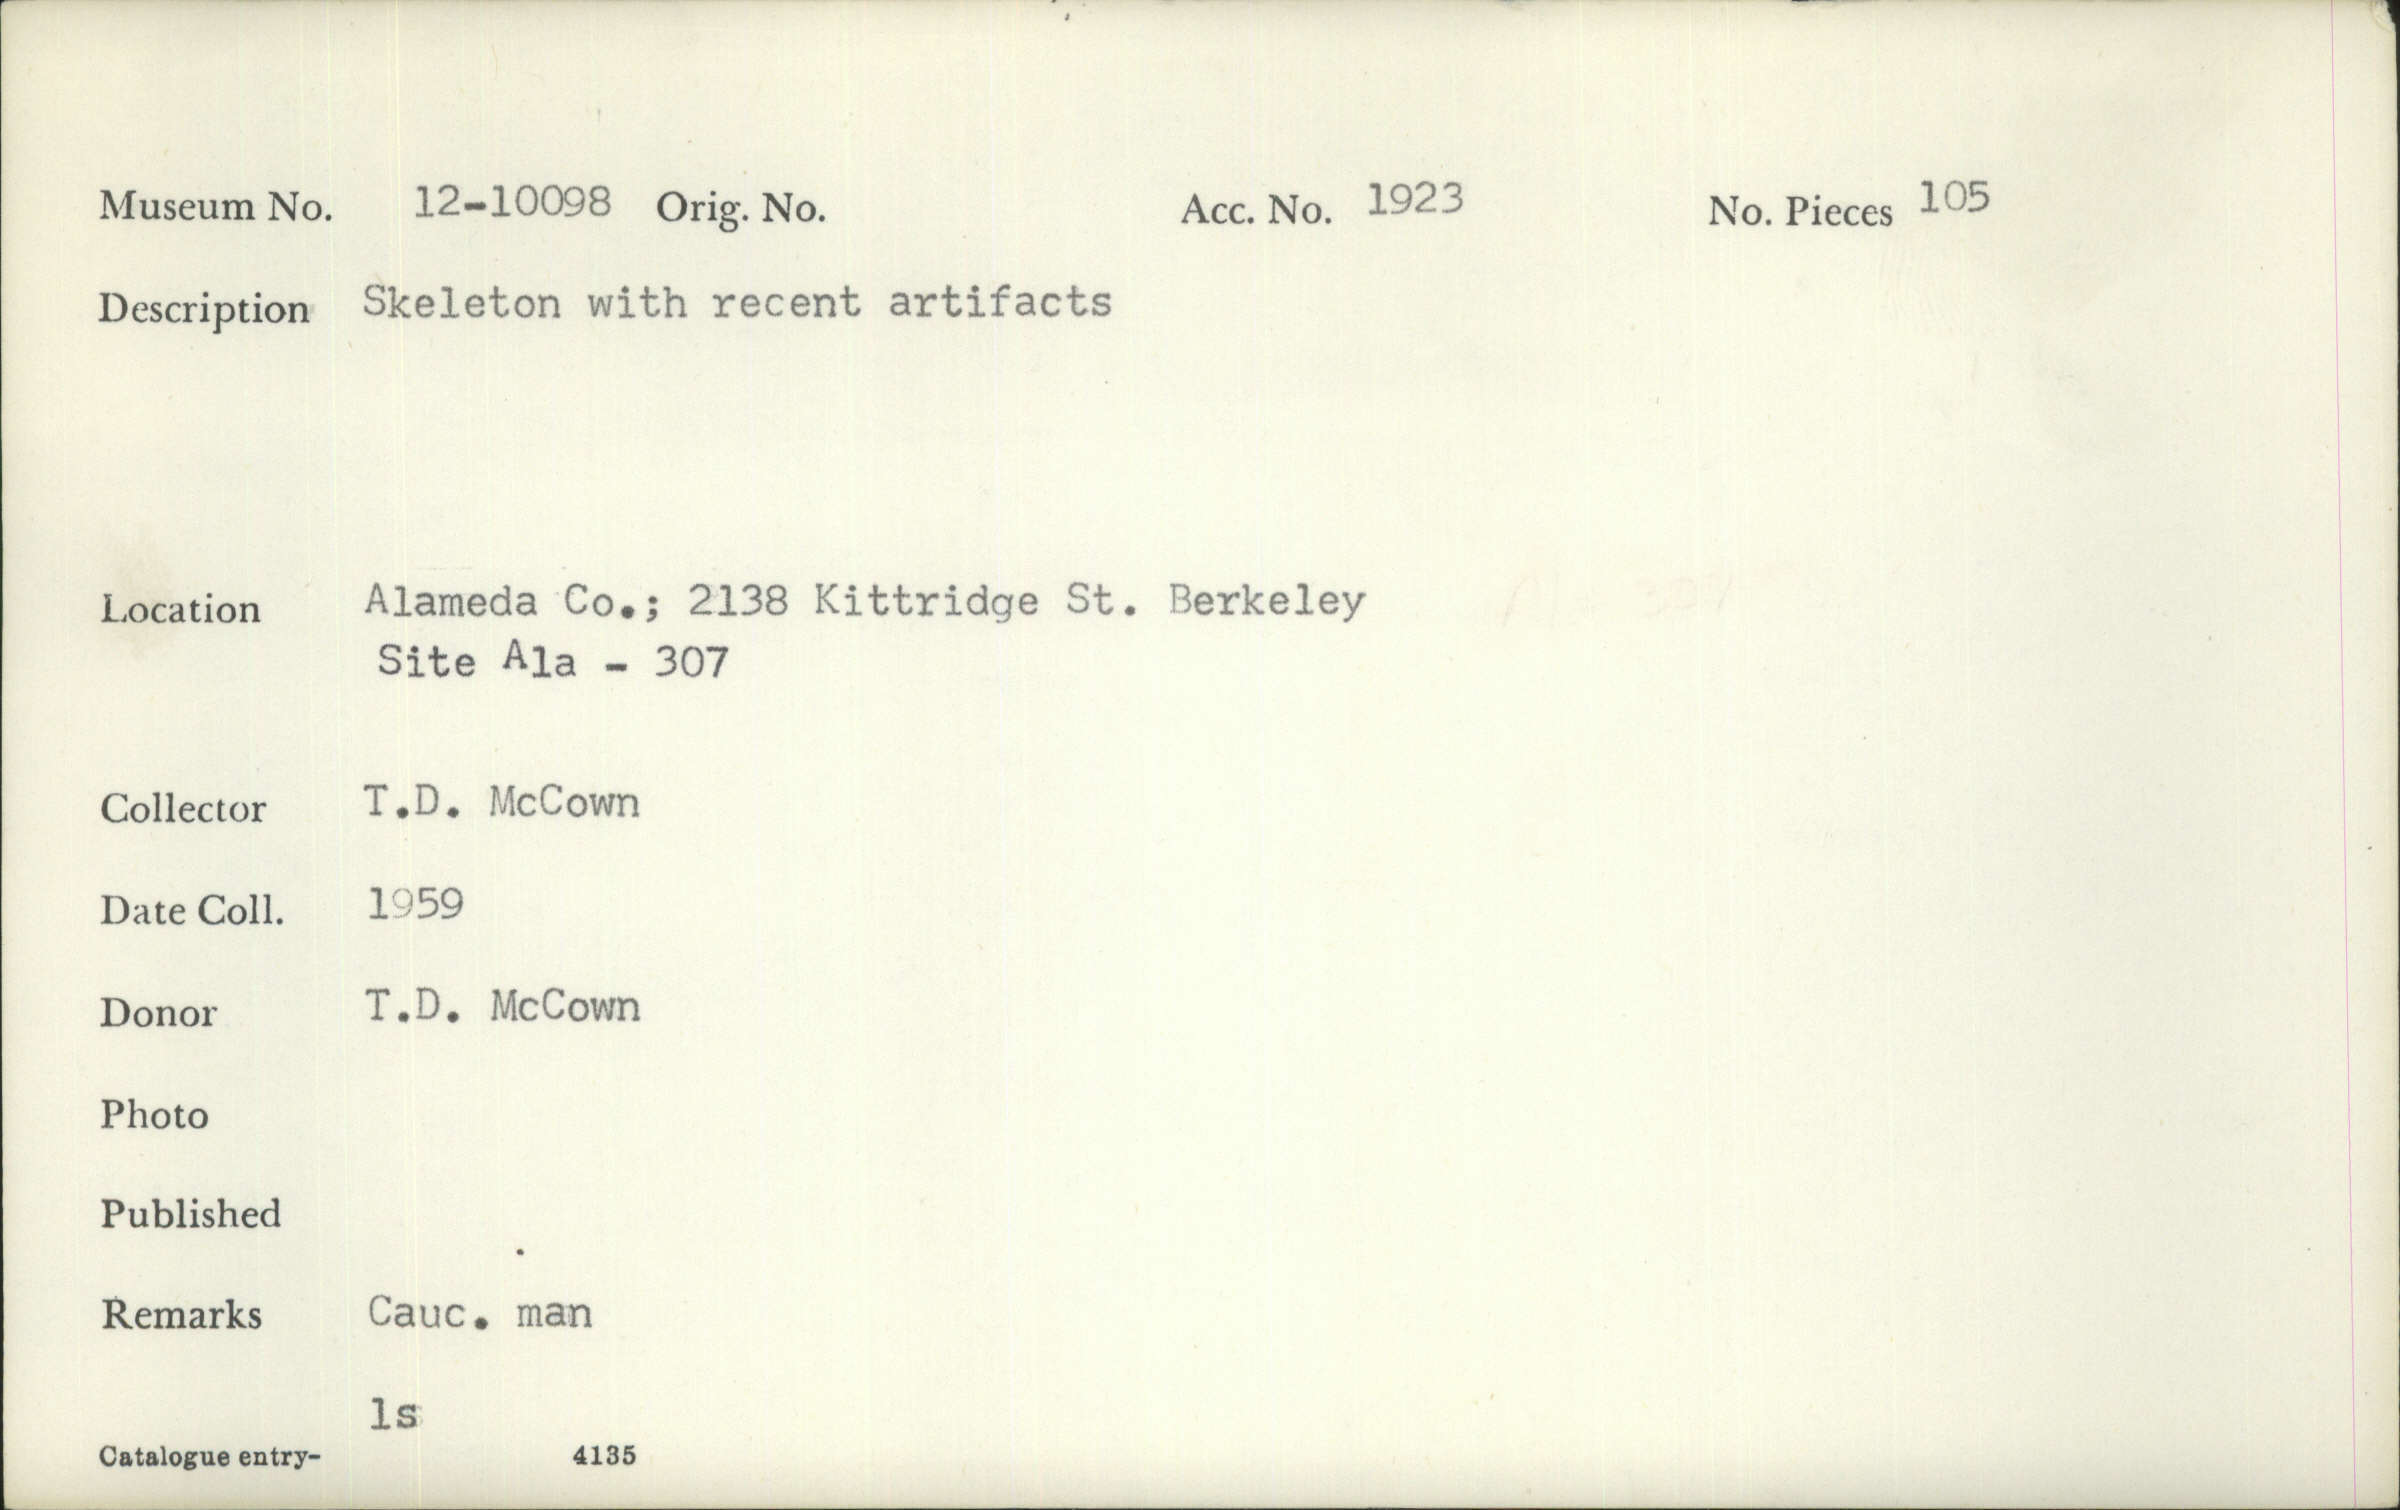 Museum No. 12-10098 Orig. No. Acc. No. 1923 No. Pieces 105
Description Skeleton with recent artifacts
Location Alameda Co.; 2138 Kittridge St. Berkeley
Site Ala - 307
Collector T.D. McCown
Date Coll. 1959
Donor T.D. McCown
Photo
Published
Remarks Cauc. man
ls
Catalogue entry- 4135